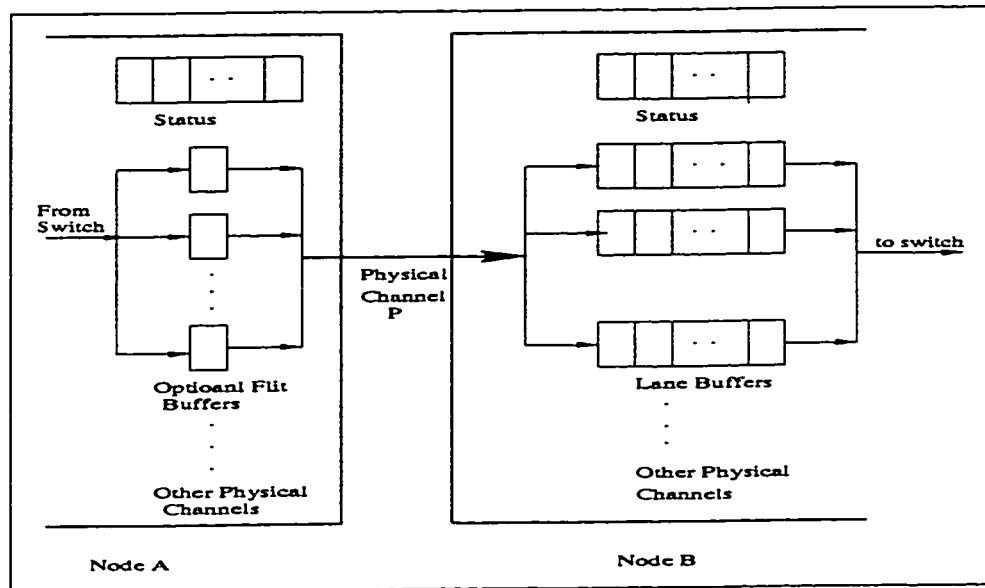 Status
From
Switch
Optioanl Flit
Buffers
Other Physical
Channels
Node A
Physical
Channel
P
Status
to switch
Lane Buffers
Other Physical
Channels
Node B